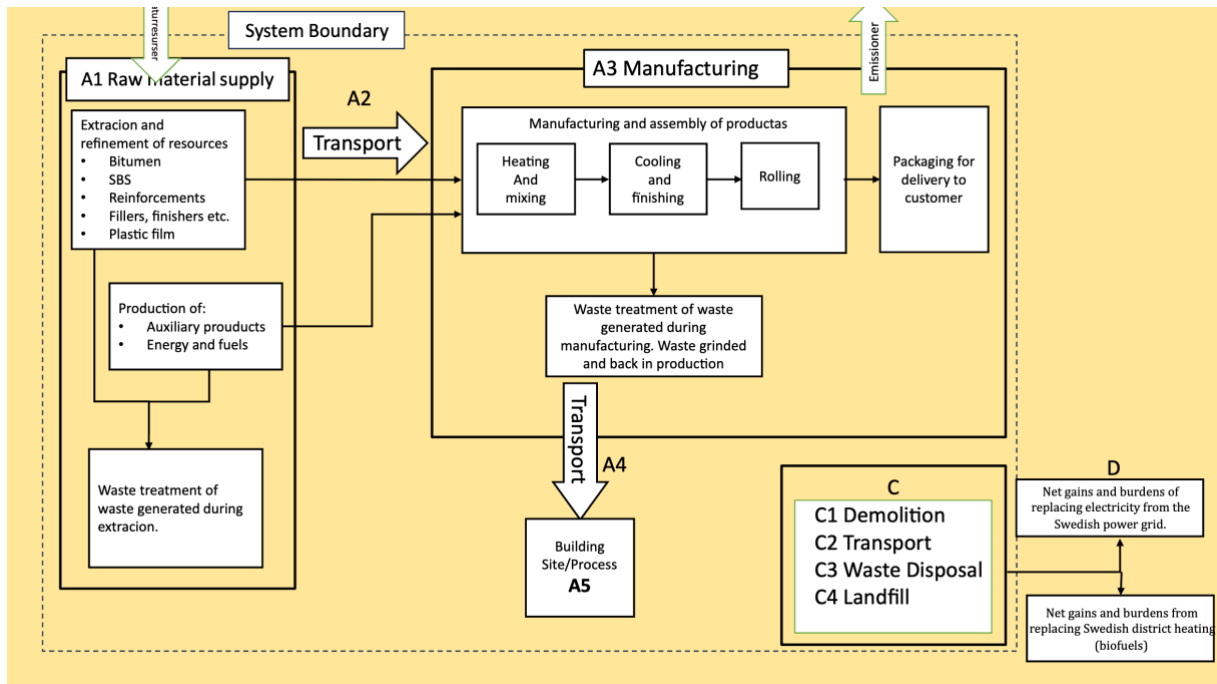 turresurser
System Boundary
Emissioner
A1 Raw material supply
A3 Manufacturing
A2
Transport
Extracion and
refinement of resources
• Bitumen
• SBS
• Reinforcements
• Fillers, finishers etc.
• Plastic film
Manufacturing and assembly of productas
Heating
And
mixing
Cooling
and
finishing
Rolling
Packaging for
delivery to
customer
Production of:
• Auxiliary prouducts
• Energy and fuels
Waste treatment of waste
generated during
manufacturing. Waste grinded
and back in production
Transport
A4
Waste treatment of
waste generated during
extracion.
Building
Site/Process
A5
C
C1 Demolition
C2 Transport
C3 Waste Disposal
C4 Landfill
D
Net gains and burdens of
replacing electricity from the
Swedish power grid.
Net gains and burdens from
replacing Swedish district heating
(biofuels)